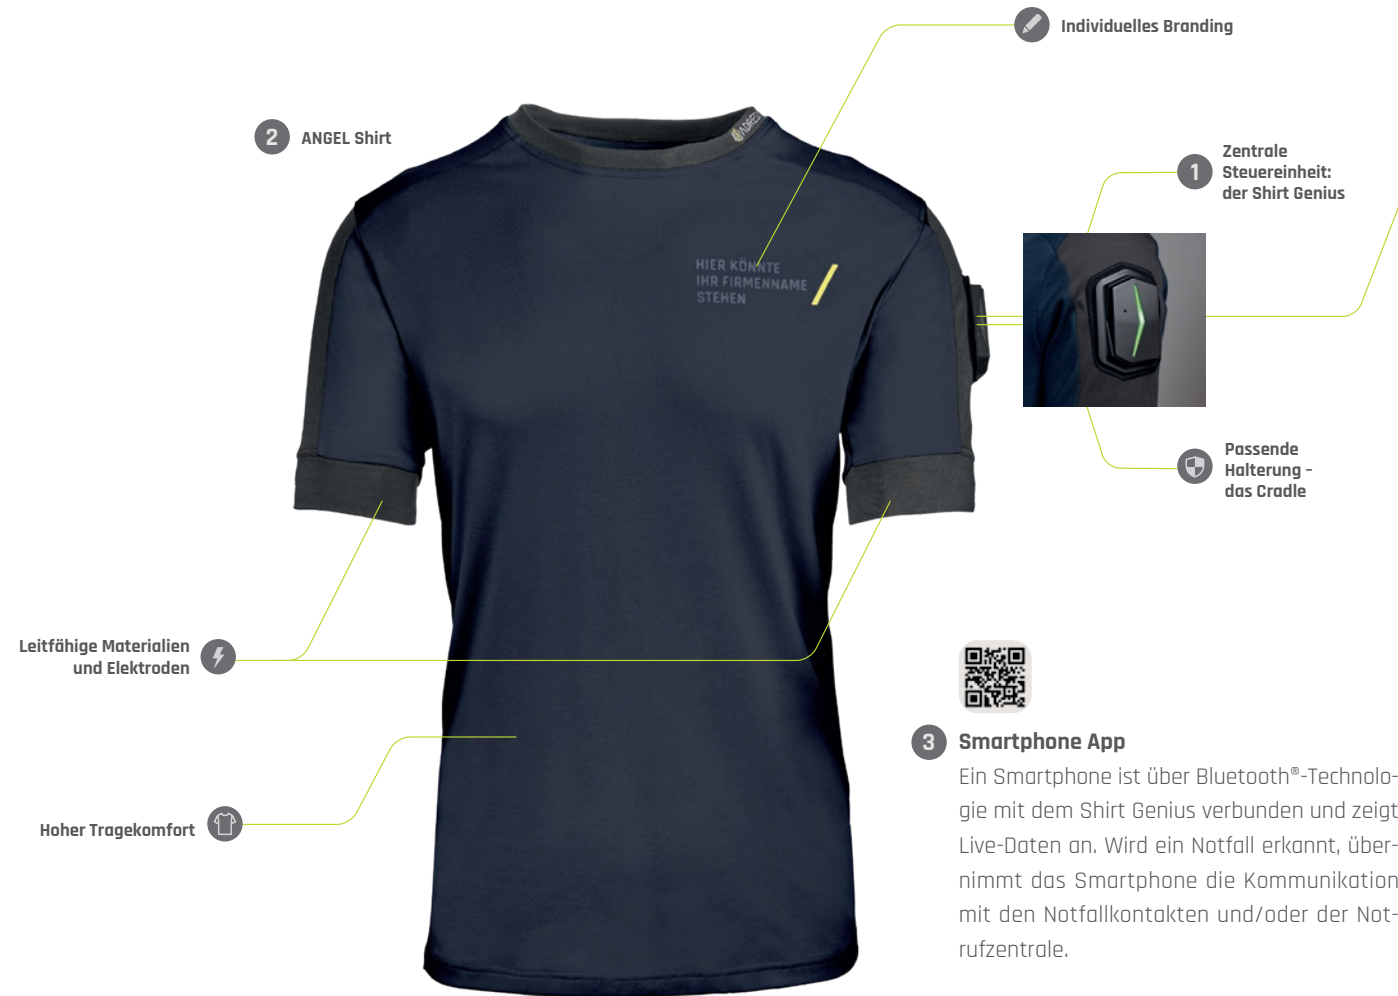 Individuelles Branding
2 ANGEL Shirt
1
Zentrale
Steuereinheit:
der Shirt Genius
HIER KÖNNTE
IHR FIRMENNAME
STEHEN
Passende
Halterung –
das Cradle
Leitfähige Materialien
und Elektroden
Hoher Tragekomfort
3 Smartphone App
Ein Smartphone ist über Bluetooth®-Technolo-
gie mit dem Shirt Genius verbunden und zeigt
Live-Daten an. Wird ein Notfall erkannt, über-
nimmt das Smartphone die Kommunikation
mit den Notfallkontakten und/oder der Not-
rufzentrale.